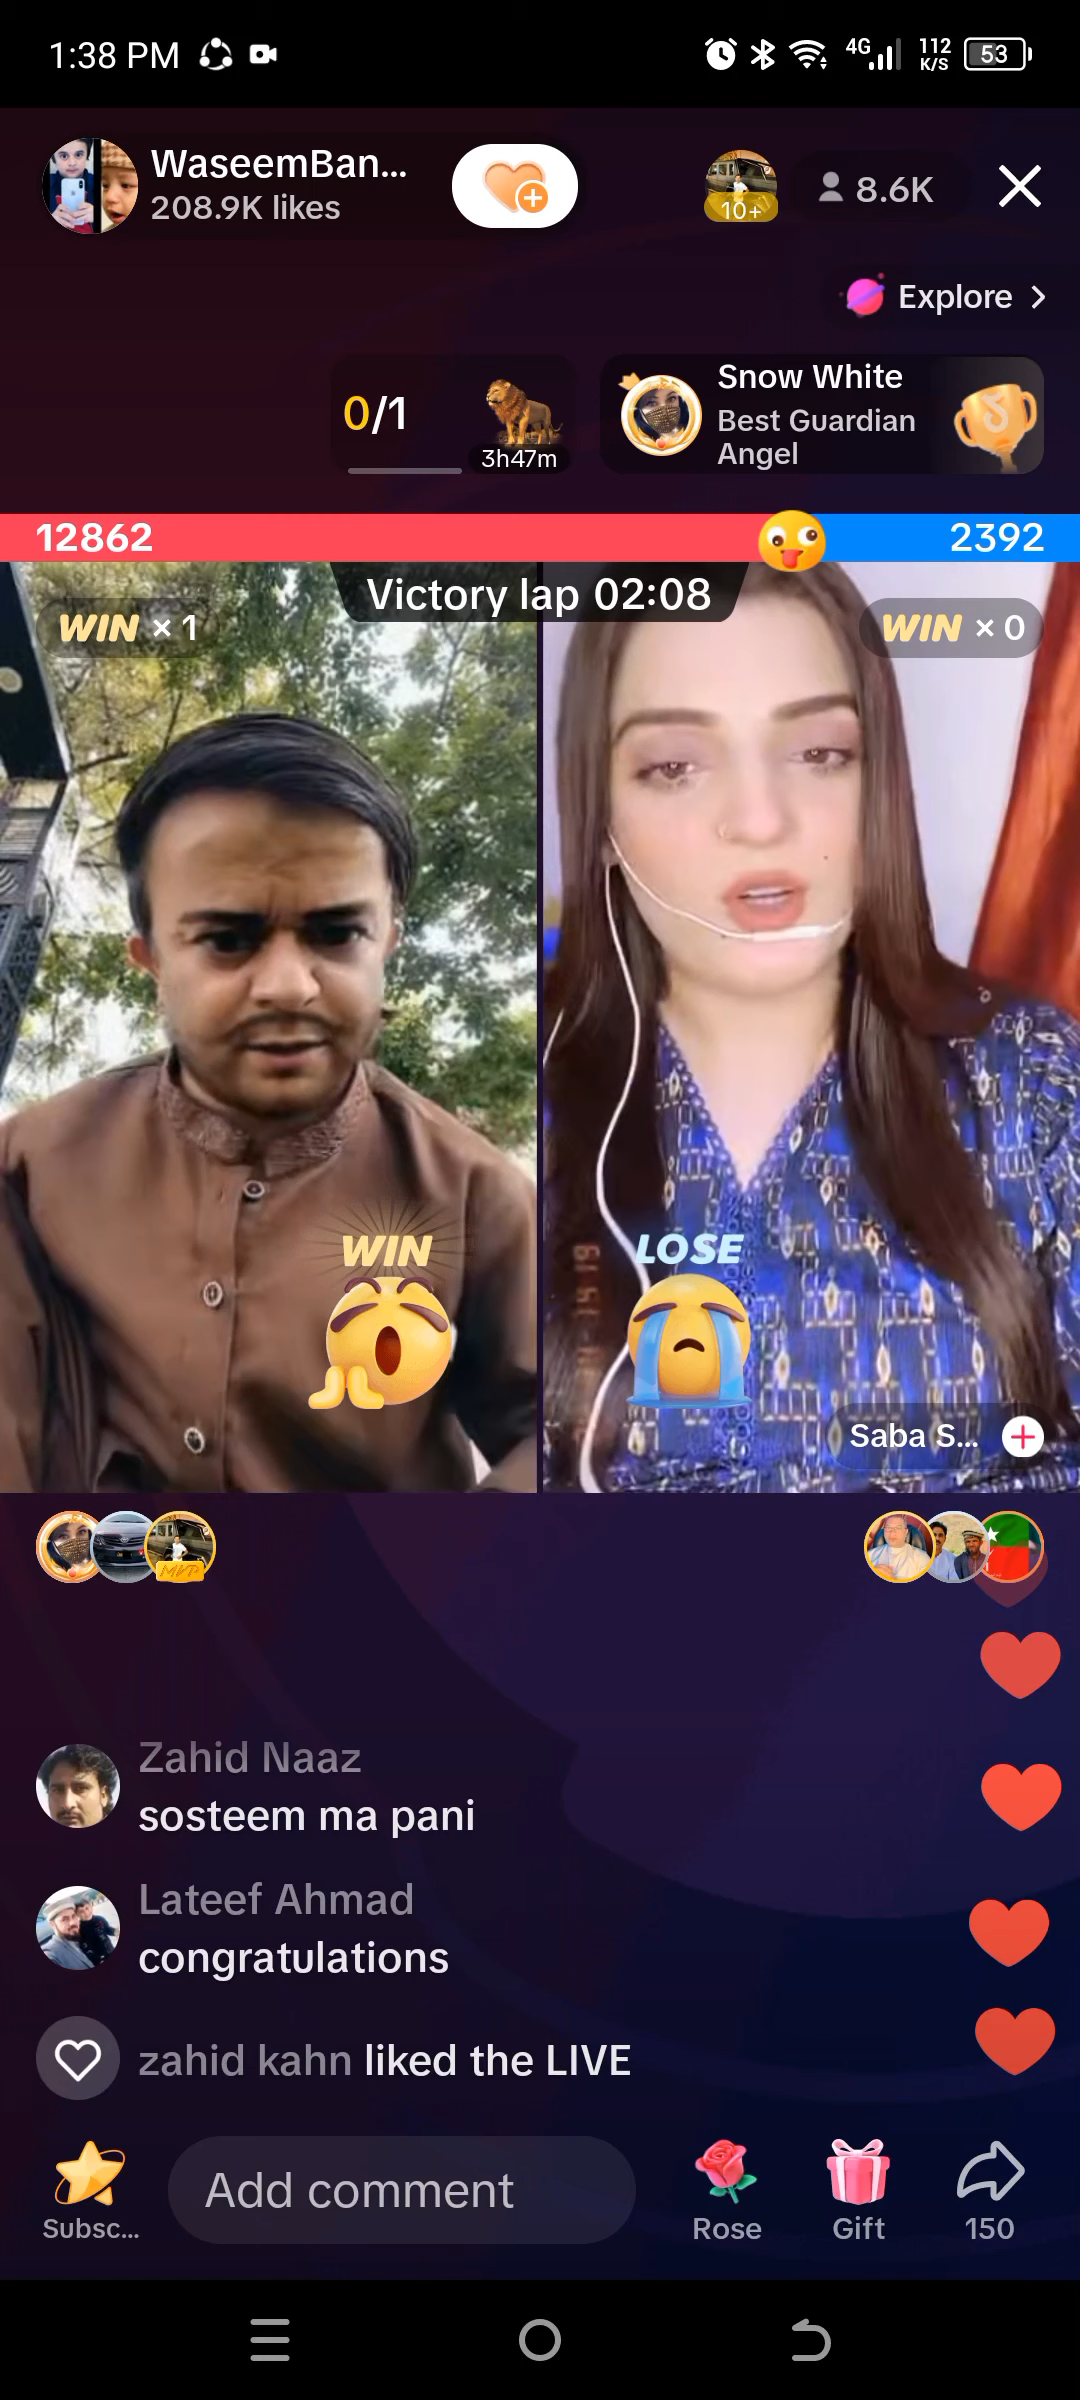 1:38 PM
4G
112
K/S
53
WaseemBan...
208.9K likes
10+
8.6K
Explore
0/1
3h47m
Snow White
Best Guardian
Angel
12862
2392
Victory lap 02:08
WIN × 1
WIN × 0
WIN
LOSE
Saba S...
MVP
Zahid Naaz
sosteem ma pani
Lateef Ahmad
congratulations
zahid kahn liked the LIVE
Add comment
Subsc...
Rose
Gift
150